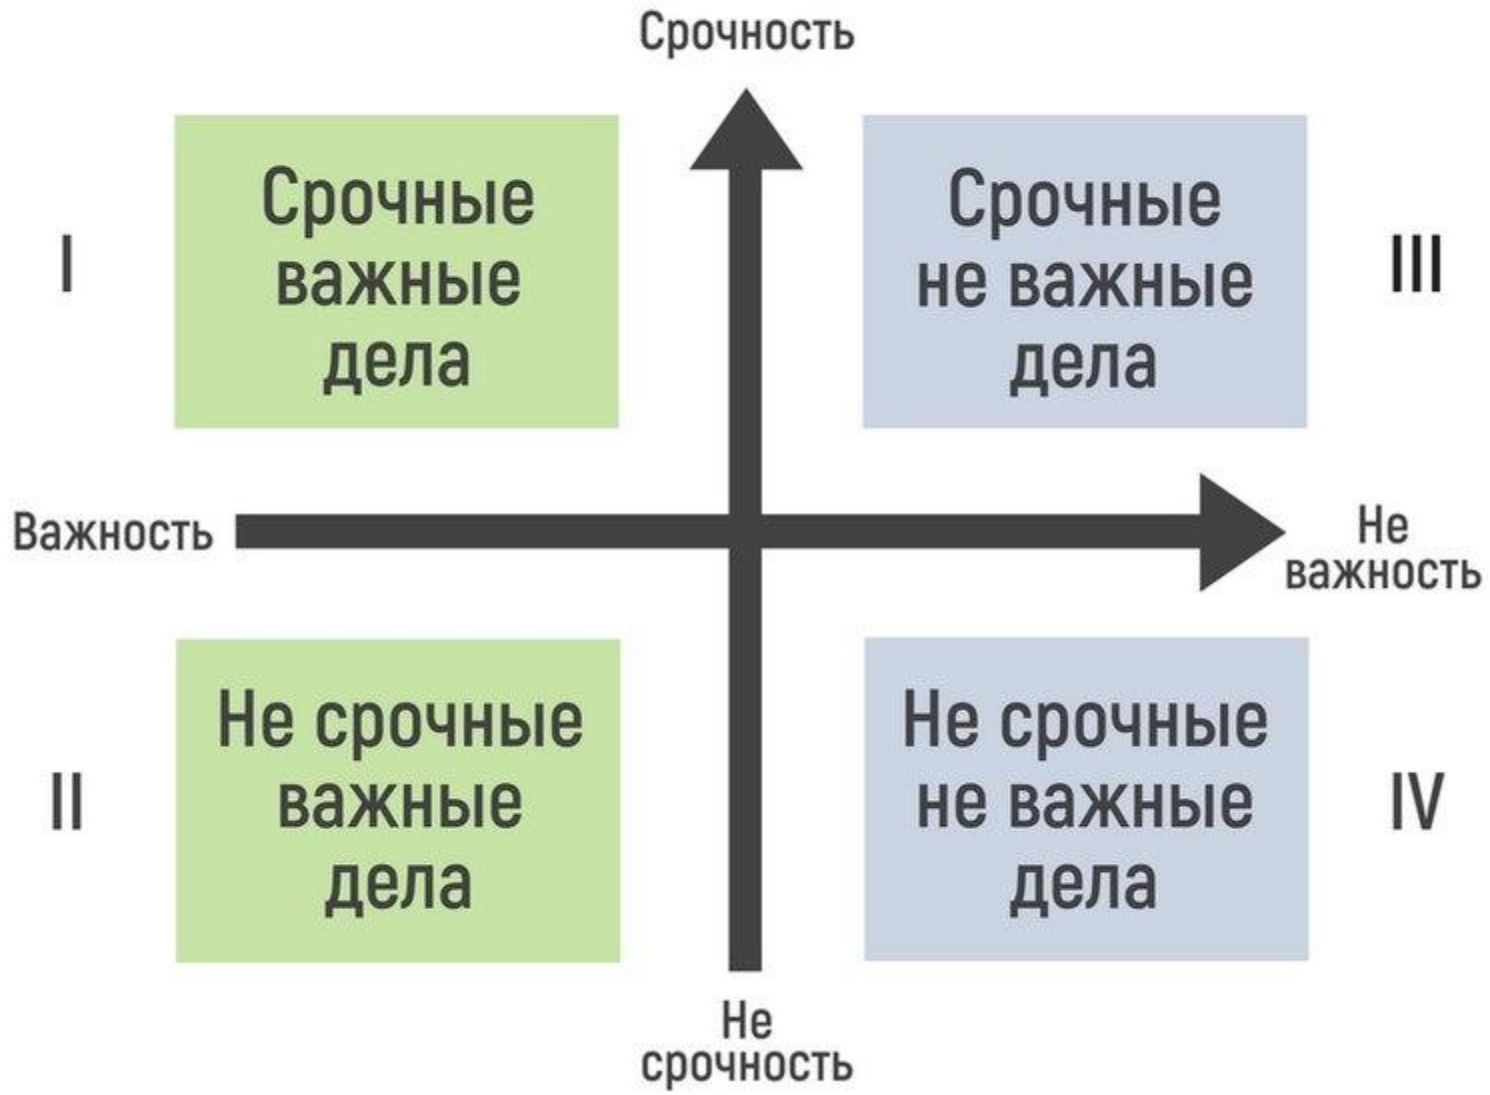 Срочность
I
Срочные
важные
дела
Срочные
не важные
дела
III
Важность
Не
важность
II
Не срочные
важные
дела
Не срочные
не важные
дела
IV
Не
срочность